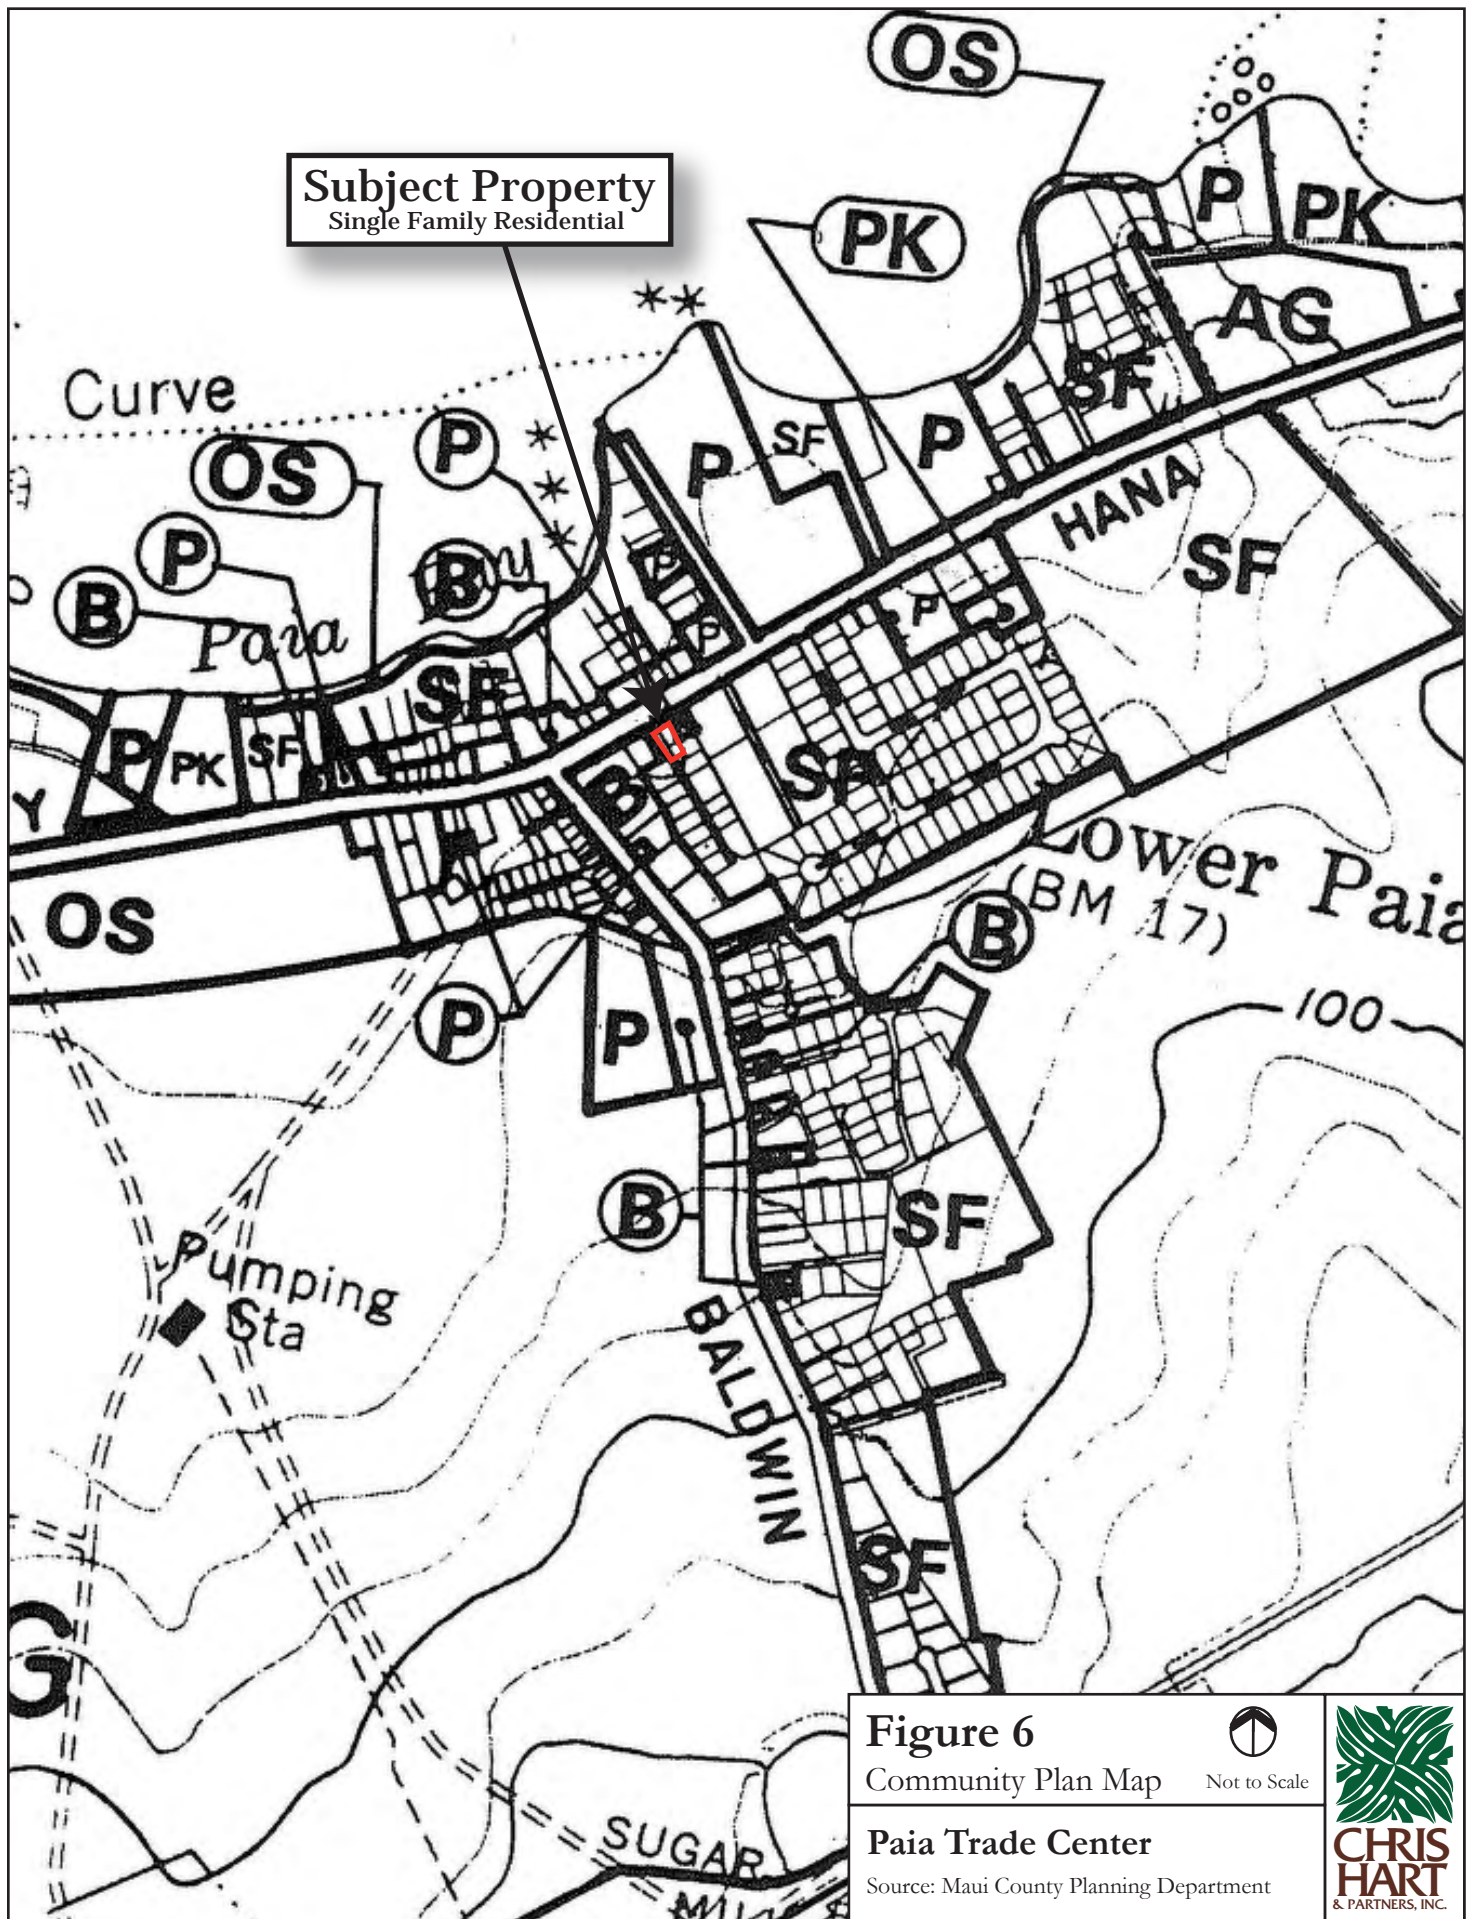 OS
Subject Property
Single Family Residential
P
PK
PK
AG
Curve
SF
P
P
SF
P
OS
HANA
P
SF
P
B
B
P
Paia
P
SF
P
PK
SF
SF
B
Y
Lower Paia
(BM 17)
OS
B
P
P
100
B
SF
Pumping
Sta
BALDWIN
SF
G
SUGAR
Figure 6
Community Plan Map
Not to Scale
Paia Trade Center
Source: Maui County Planning Department
CHRIS
HART
& PARTNERS, INC.